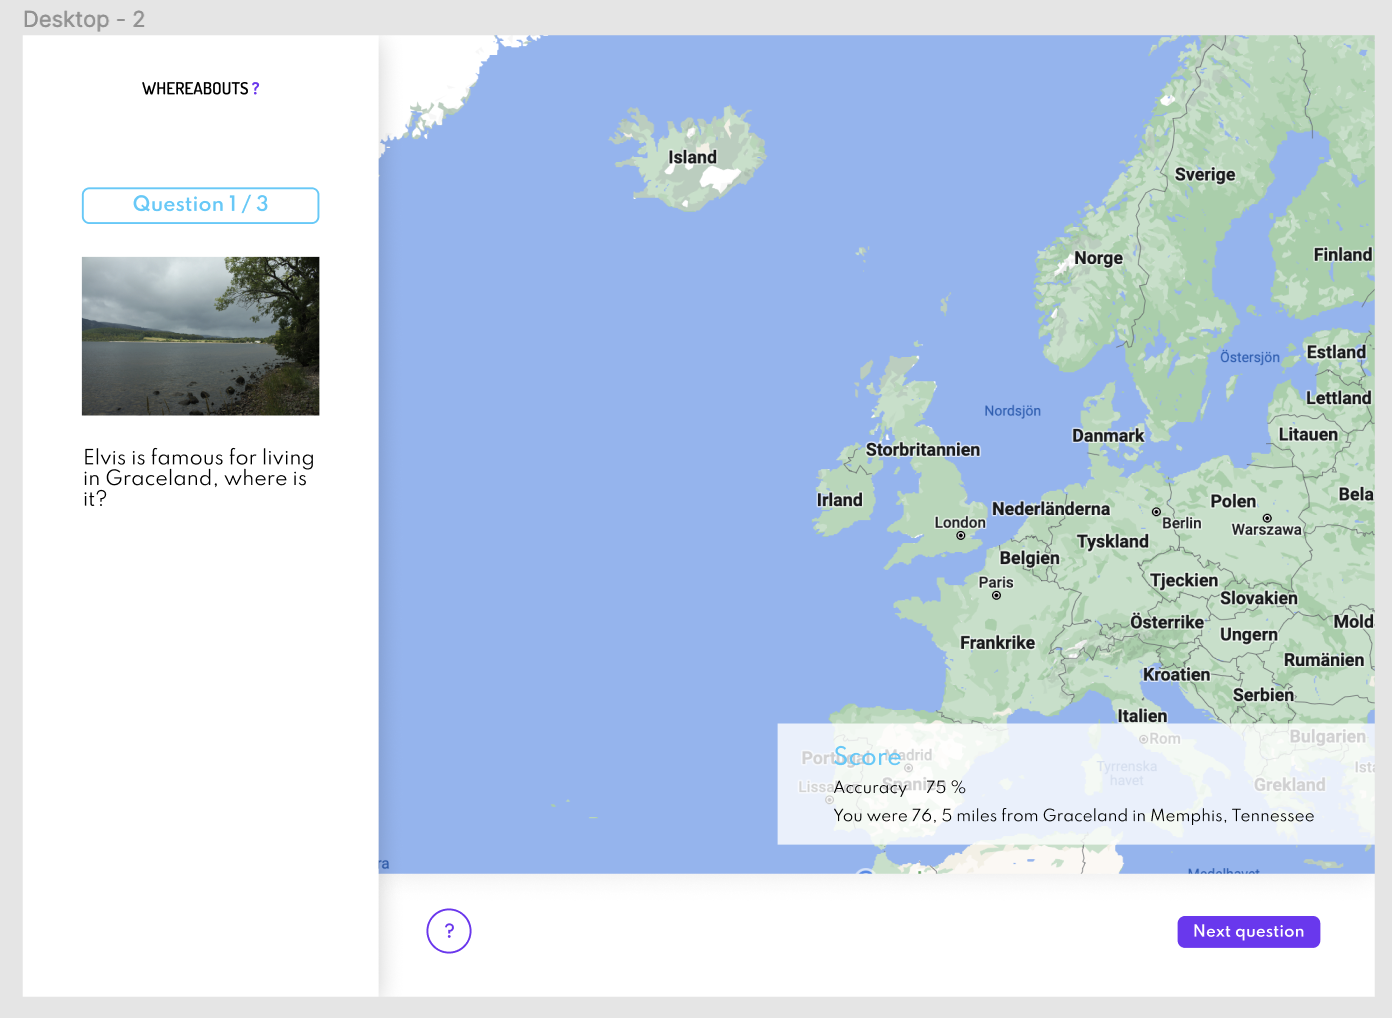 Desktop - 2
WHEREABOUTS ?
Question 1 / 3
Elvis is famous for living
in Graceland, where is
it?
Island
Sverige
Norge
Finland
Östersjön
Estland
Nordsjön
Lettland
Danmark
Litauen
Storbritannien
Irland
Nederländerna
Polen
Bela
London
Berlin
Warszawa
Tyskland
Belgien
Paris
Tjeckien
Slovakien
Österrike
Mold
Ungern
Frankrike
Rumänien
Kroatien
Serbien
Italien
Rom
Bulgarien
Portugal
Madrid
Tyrrenska
havet
Ista
Spanien
Grekland
Lissa
Score
Accuracy 75 %
You were 76, 5 miles from Graceland in Memphis, Tennessee
ra
Medelhavet
?
Next question